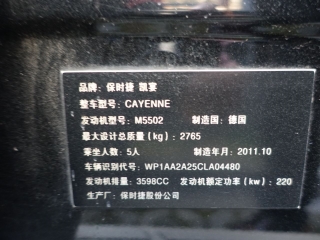 品牌: 保时捷 凯宴
整车型号: CAYENNE
发动机型号: M5502 制造国: 德国
最大设计总质量(kg): 2765
乘坐人数: 5人 制造年月: 2011.10
车辆识别代号: WP1AA2A25CLA04480
发动机排量: 3598CC 发动机额定功率(kw): 220
生产厂: 保时捷股份公司